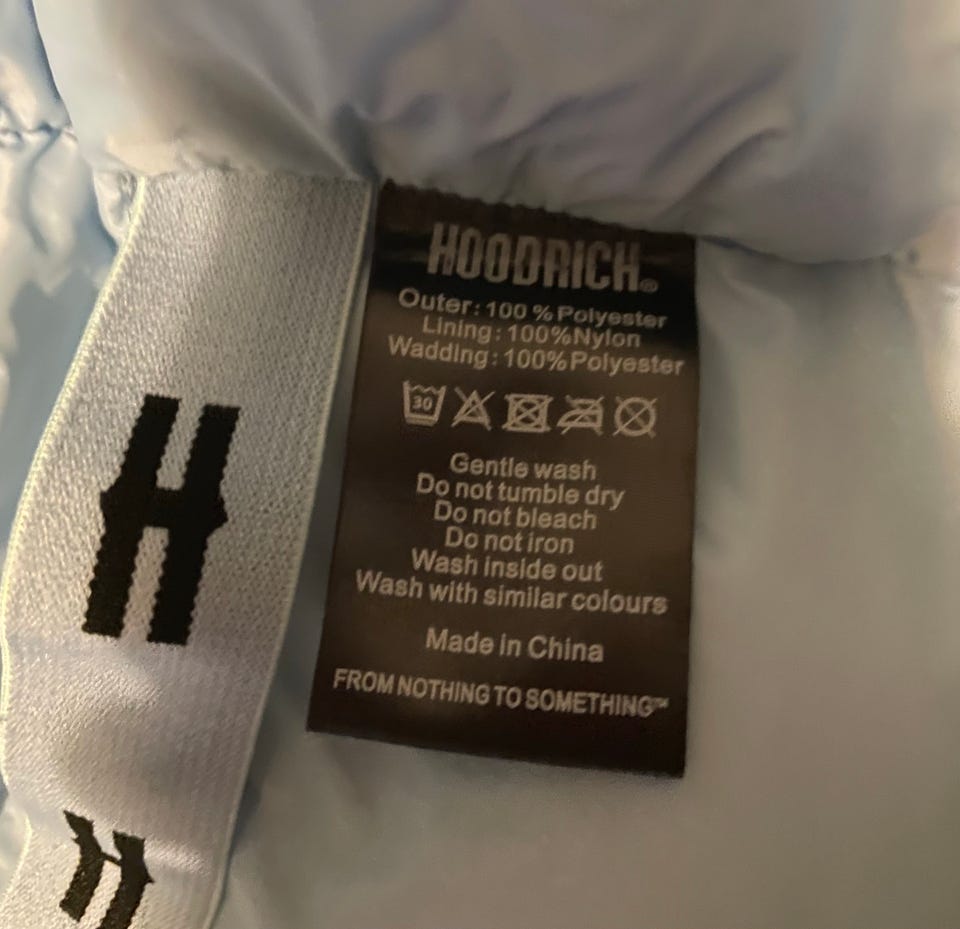 HOODRICH®
Outer: 100 % Polyester
Lining: 100%Nylon
Wadding: 100%Polyester
30
Gentle wash
Do not tumble dry
Do not bleach
Do not iron
Wash inside out
Wash with similar colours
Made in China
FROM NOTHING TO SOMETHING™
H
H